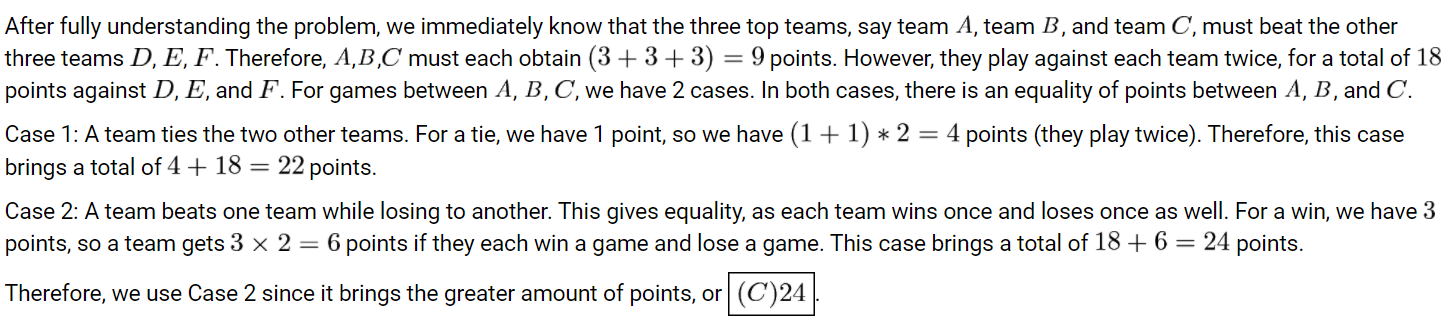 After fully understanding the problem, we immediately know that the three top teams, say team A, team B, and team C, must beat the other
three teams D, E, F. Therefore, A,B,C must each obtain (3 + 3 + 3) = 9 points. However, they play against each team twice, for a total of 18
points against D, E, and F. For games between A, B, C, we have 2 cases. In both cases, there is an equality of points between A, B, and C.
Case 1: A team ties the two other teams. For a tie, we have 1 point, so we have (1 + 1) * 2 = 4 points (they play twice). Therefore, this case
brings a total of 4 + 18 = 22 points.
Case 2: A team beats one team while losing to another. This gives equality, as each team wins once and loses once as well. For a win, we have 3
points, so a team gets 3 × 2 = 6 points if they each win a game and lose a game. This case brings a total of 18 + 6 = 24 points.
Therefore, we use Case 2 since it brings the greater amount of points, or (C)24.